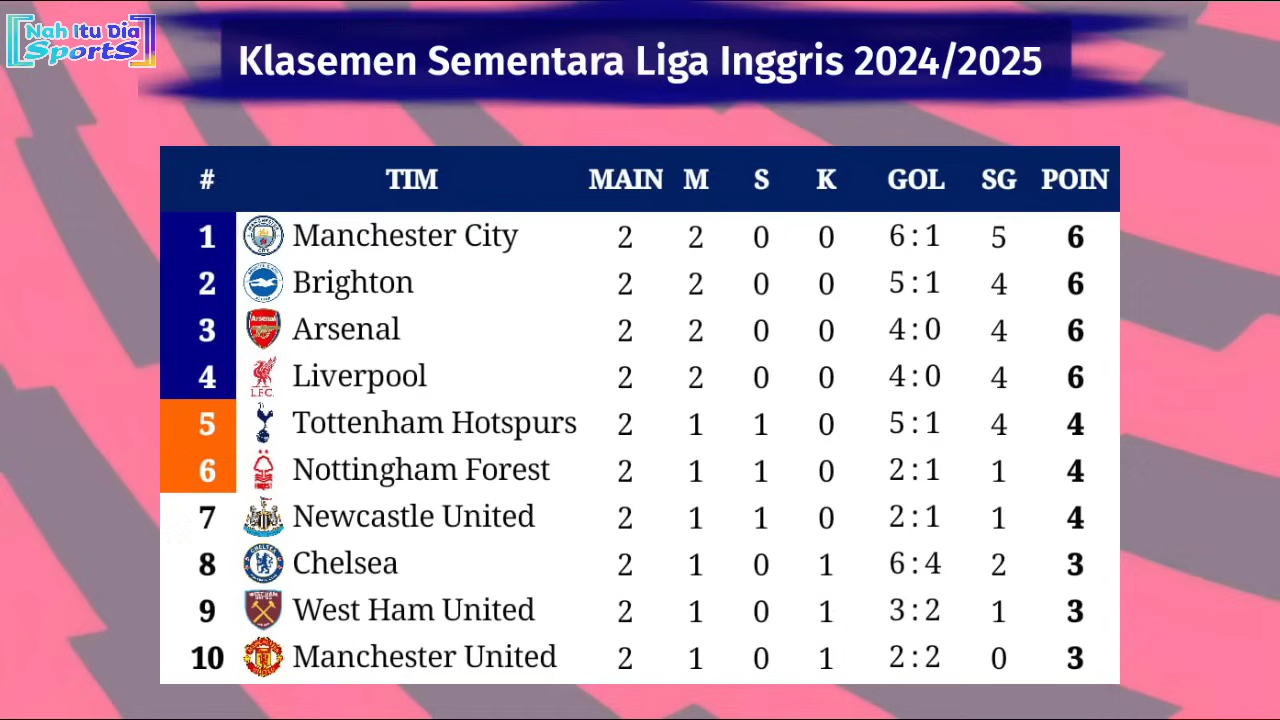 Nah Itu Dia
Sports
Klasemen Sementara Liga Inggris 2024/2025
# TIM MAIN M S K GOL SG POIN
1 Manchester City 2 2 0 0 6:1 5 6
2 Brighton 2 2 0 0 5:1 4 6
3 Arsenal 2 2 0 0 4:0 4 6
4 Liverpool 2 2 0 0 4:0 4 6
5 Tottenham Hotspurs 2 1 1 0 5:1 4 4
6 Nottingham Forest 2 1 1 0 2:1 1 4
7 Newcastle United 2 1 1 0 2:1 1 4
8 Chelsea 2 1 0 1 6:4 2 3
9 West Ham United 2 1 0 1 3:2 1 3
10 Manchester United 2 1 0 1 2:2 0 3